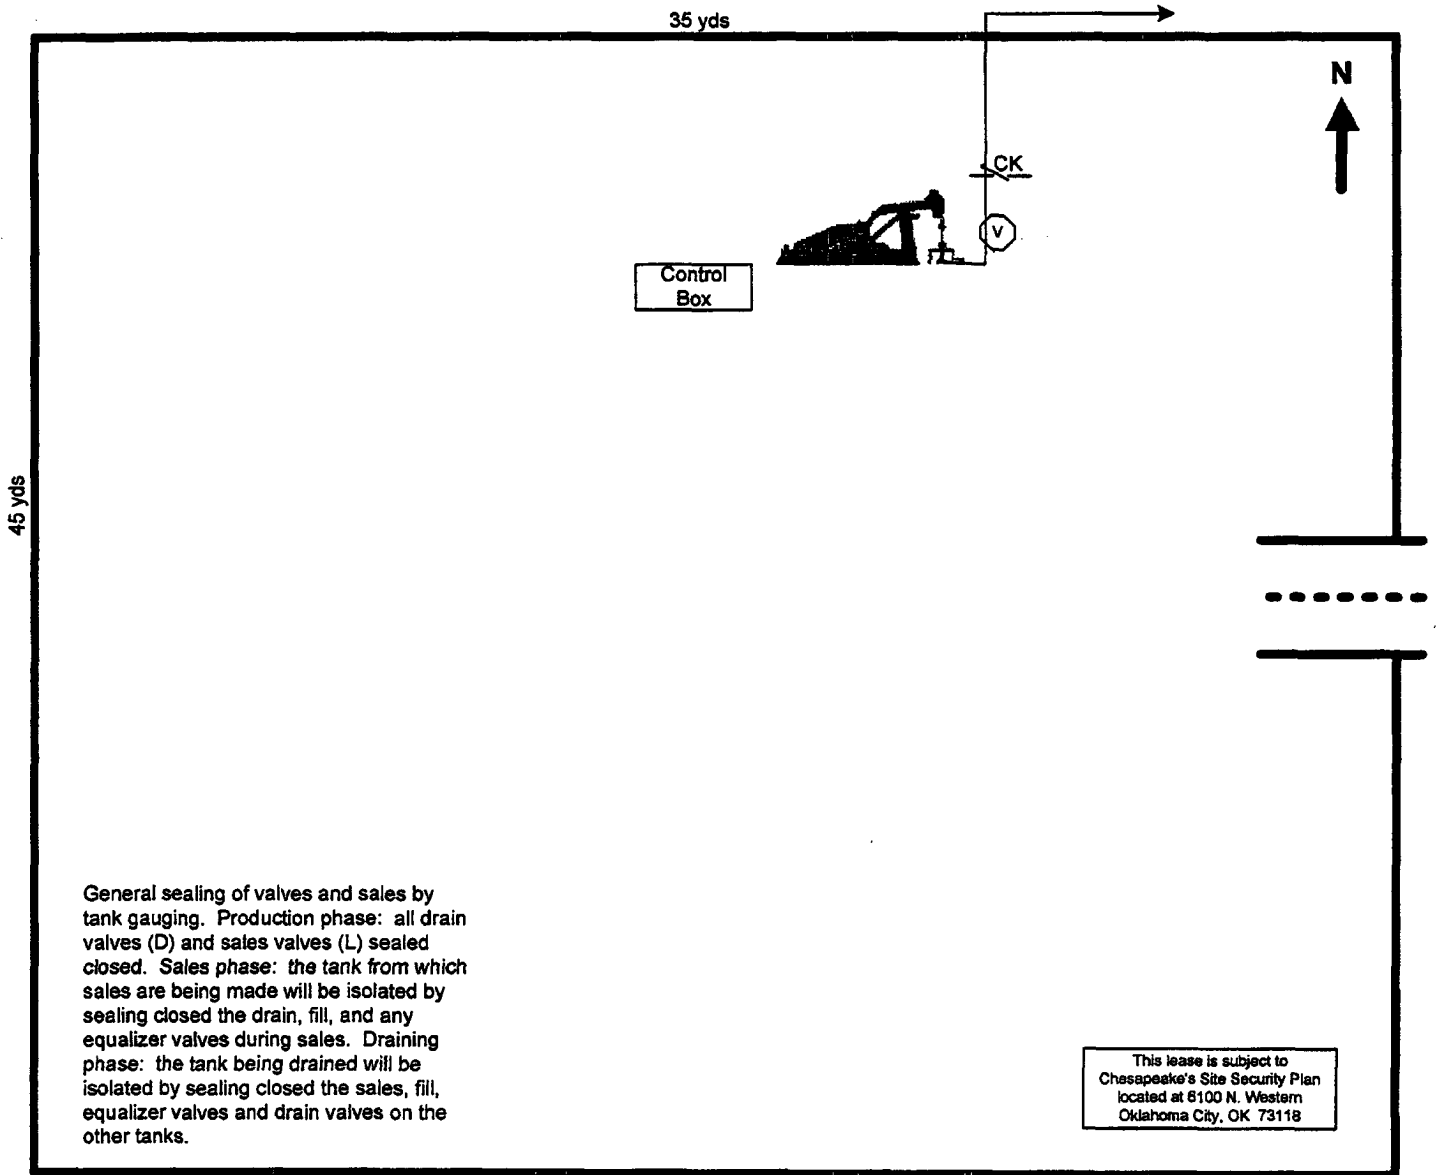 35 yds
N
CK
V
Control
Box
45 yds
General sealing of valves and sales by
tank gauging. Production phase: all drain
valves (D) and sales valves (L) sealed
closed. Sales phase: the tank from which
sales are being made will be isolated by
sealing closed the drain, fill, and any
equalizer valves during sales. Draining
phase: the tank being drained will be
isolated by sealing closed the sales, fill,
equalizer valves and drain valves on the
other tanks.
This lease is subject to
Chesapeake's Site Security Plan
located at 6100 N. Western
Oklahoma City, OK 73118